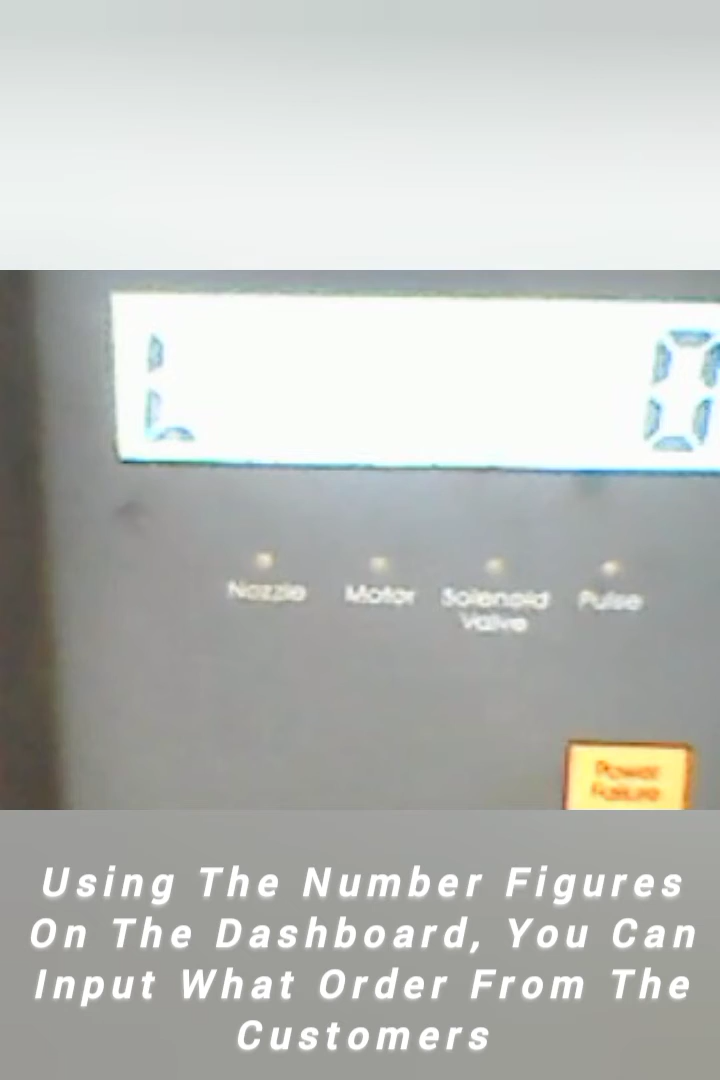 L 0
Nozzle Motor Solenoid Pulse
Valve
Power
Failure
Using The Number Figures
On The Dashboard, You Can
Input What Order From The
Customers